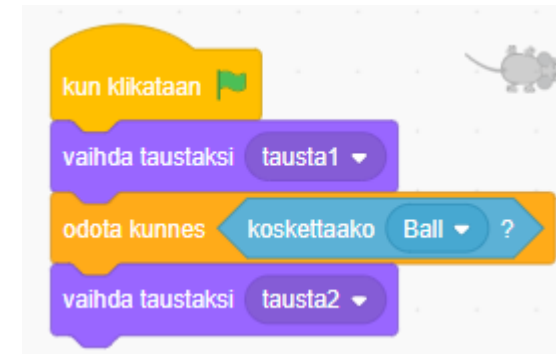 kun klikataan
vaihda taustaksi tausta1
odota kunnes koskettaako Ball ?
vaihda taustaksi tausta2